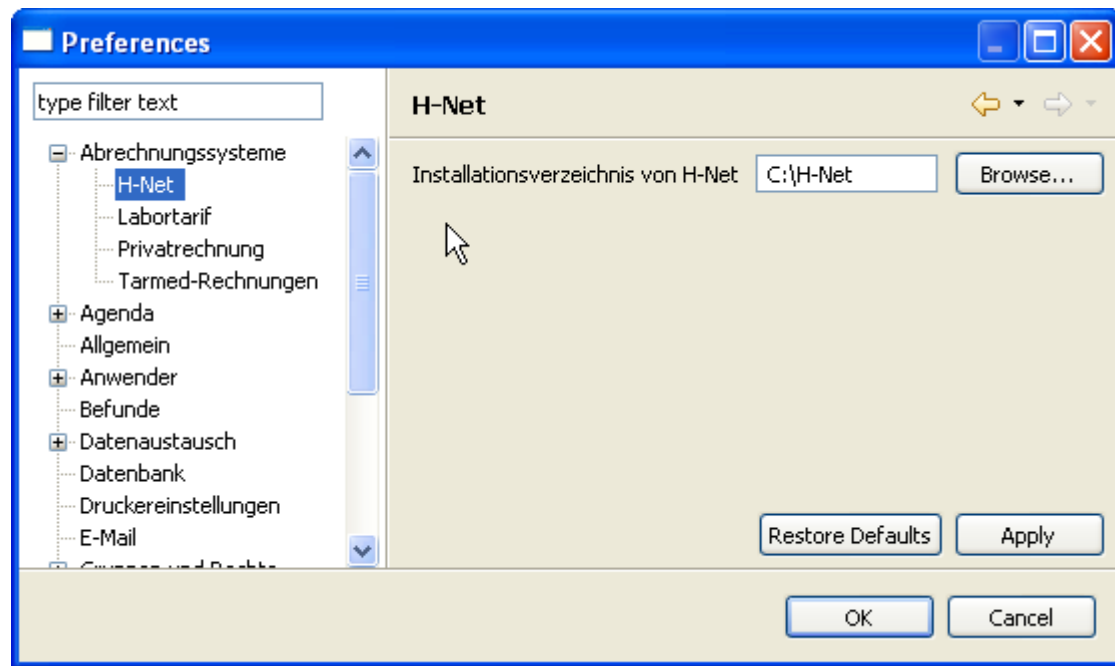 Preferences
type filter text
Abrechnungssysteme
H-Net
Labortarif
Privatrechnung
Tarmed-Rechnungen
Agenda
Allgemein
Anwender
Befunde
Datenaustausch
Datenbank
Druckereinstellungen
E-Mail
H-Net
Installationsverzeichnis von H-Net C:\H-Net Browse...
Restore Defaults Apply
OK Cancel